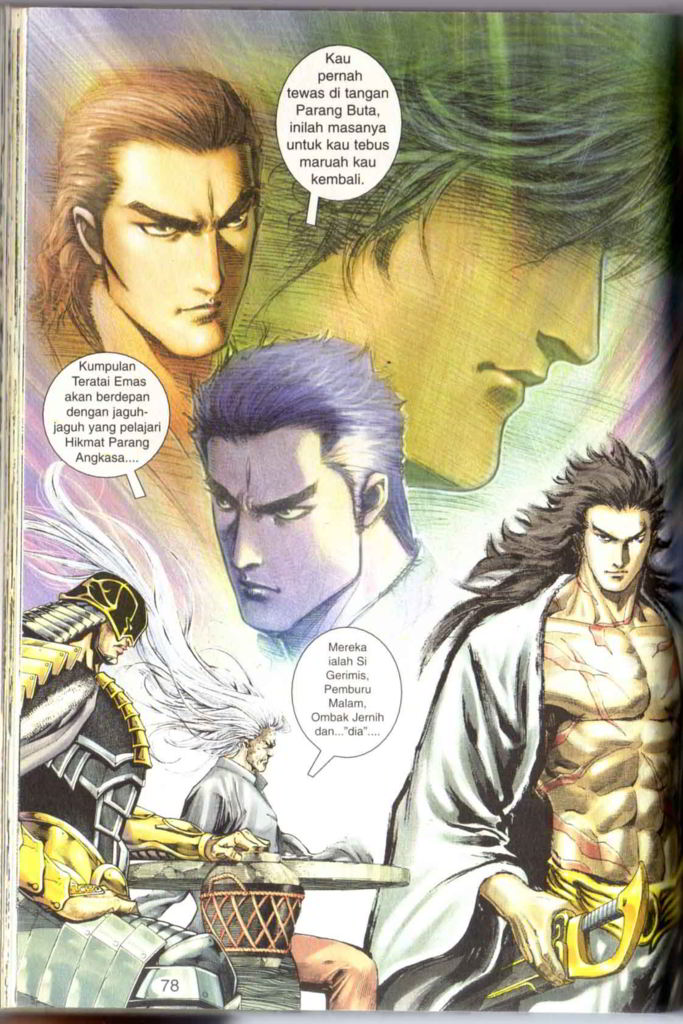 Kau
pernah
tewas di tangan
Parang Buta,
inilah masanya
untuk kau tebus
maruah kau
kembali.
Kumpulan
Teratai Emas
akan berdepan
dengan jaguh-
jaguh yang pelajari
Hikmat Parang
Angkasa....
Mereka
ialah Si
Gerimis,
Pemburu
Malam,
Ombak Jernih
dan..."dia"....
78